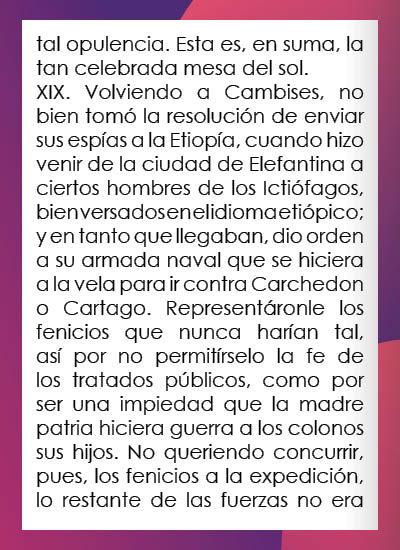 tal opulencia. Esta es, en suma, la
tan celebrada mesa del sol.
XIX. Volviendo a Cambises, no
bien tomó la resolución de enviar
sus espías a la Etiopía, cuando hizo
venir de la ciudad de Elefantina a
ciertos hombres de los Ictiófagos,
bien versados en el idioma etiópico;
y en tanto que llegaban, dio orden
a su armada naval que se hiciera
a la vela para ir contra Carchedon
o Cartago. Representáronle los
fenicios que nunca harían tal,
así por no permitírselo la fe de
los tratados públicos, como por
ser una impiedad que la madre
patria hiciera guerra a los colonos
sus hijos. No queriendo concurrir,
pues, los fenicios a la expedición,
lo restante de las fuerzas no era